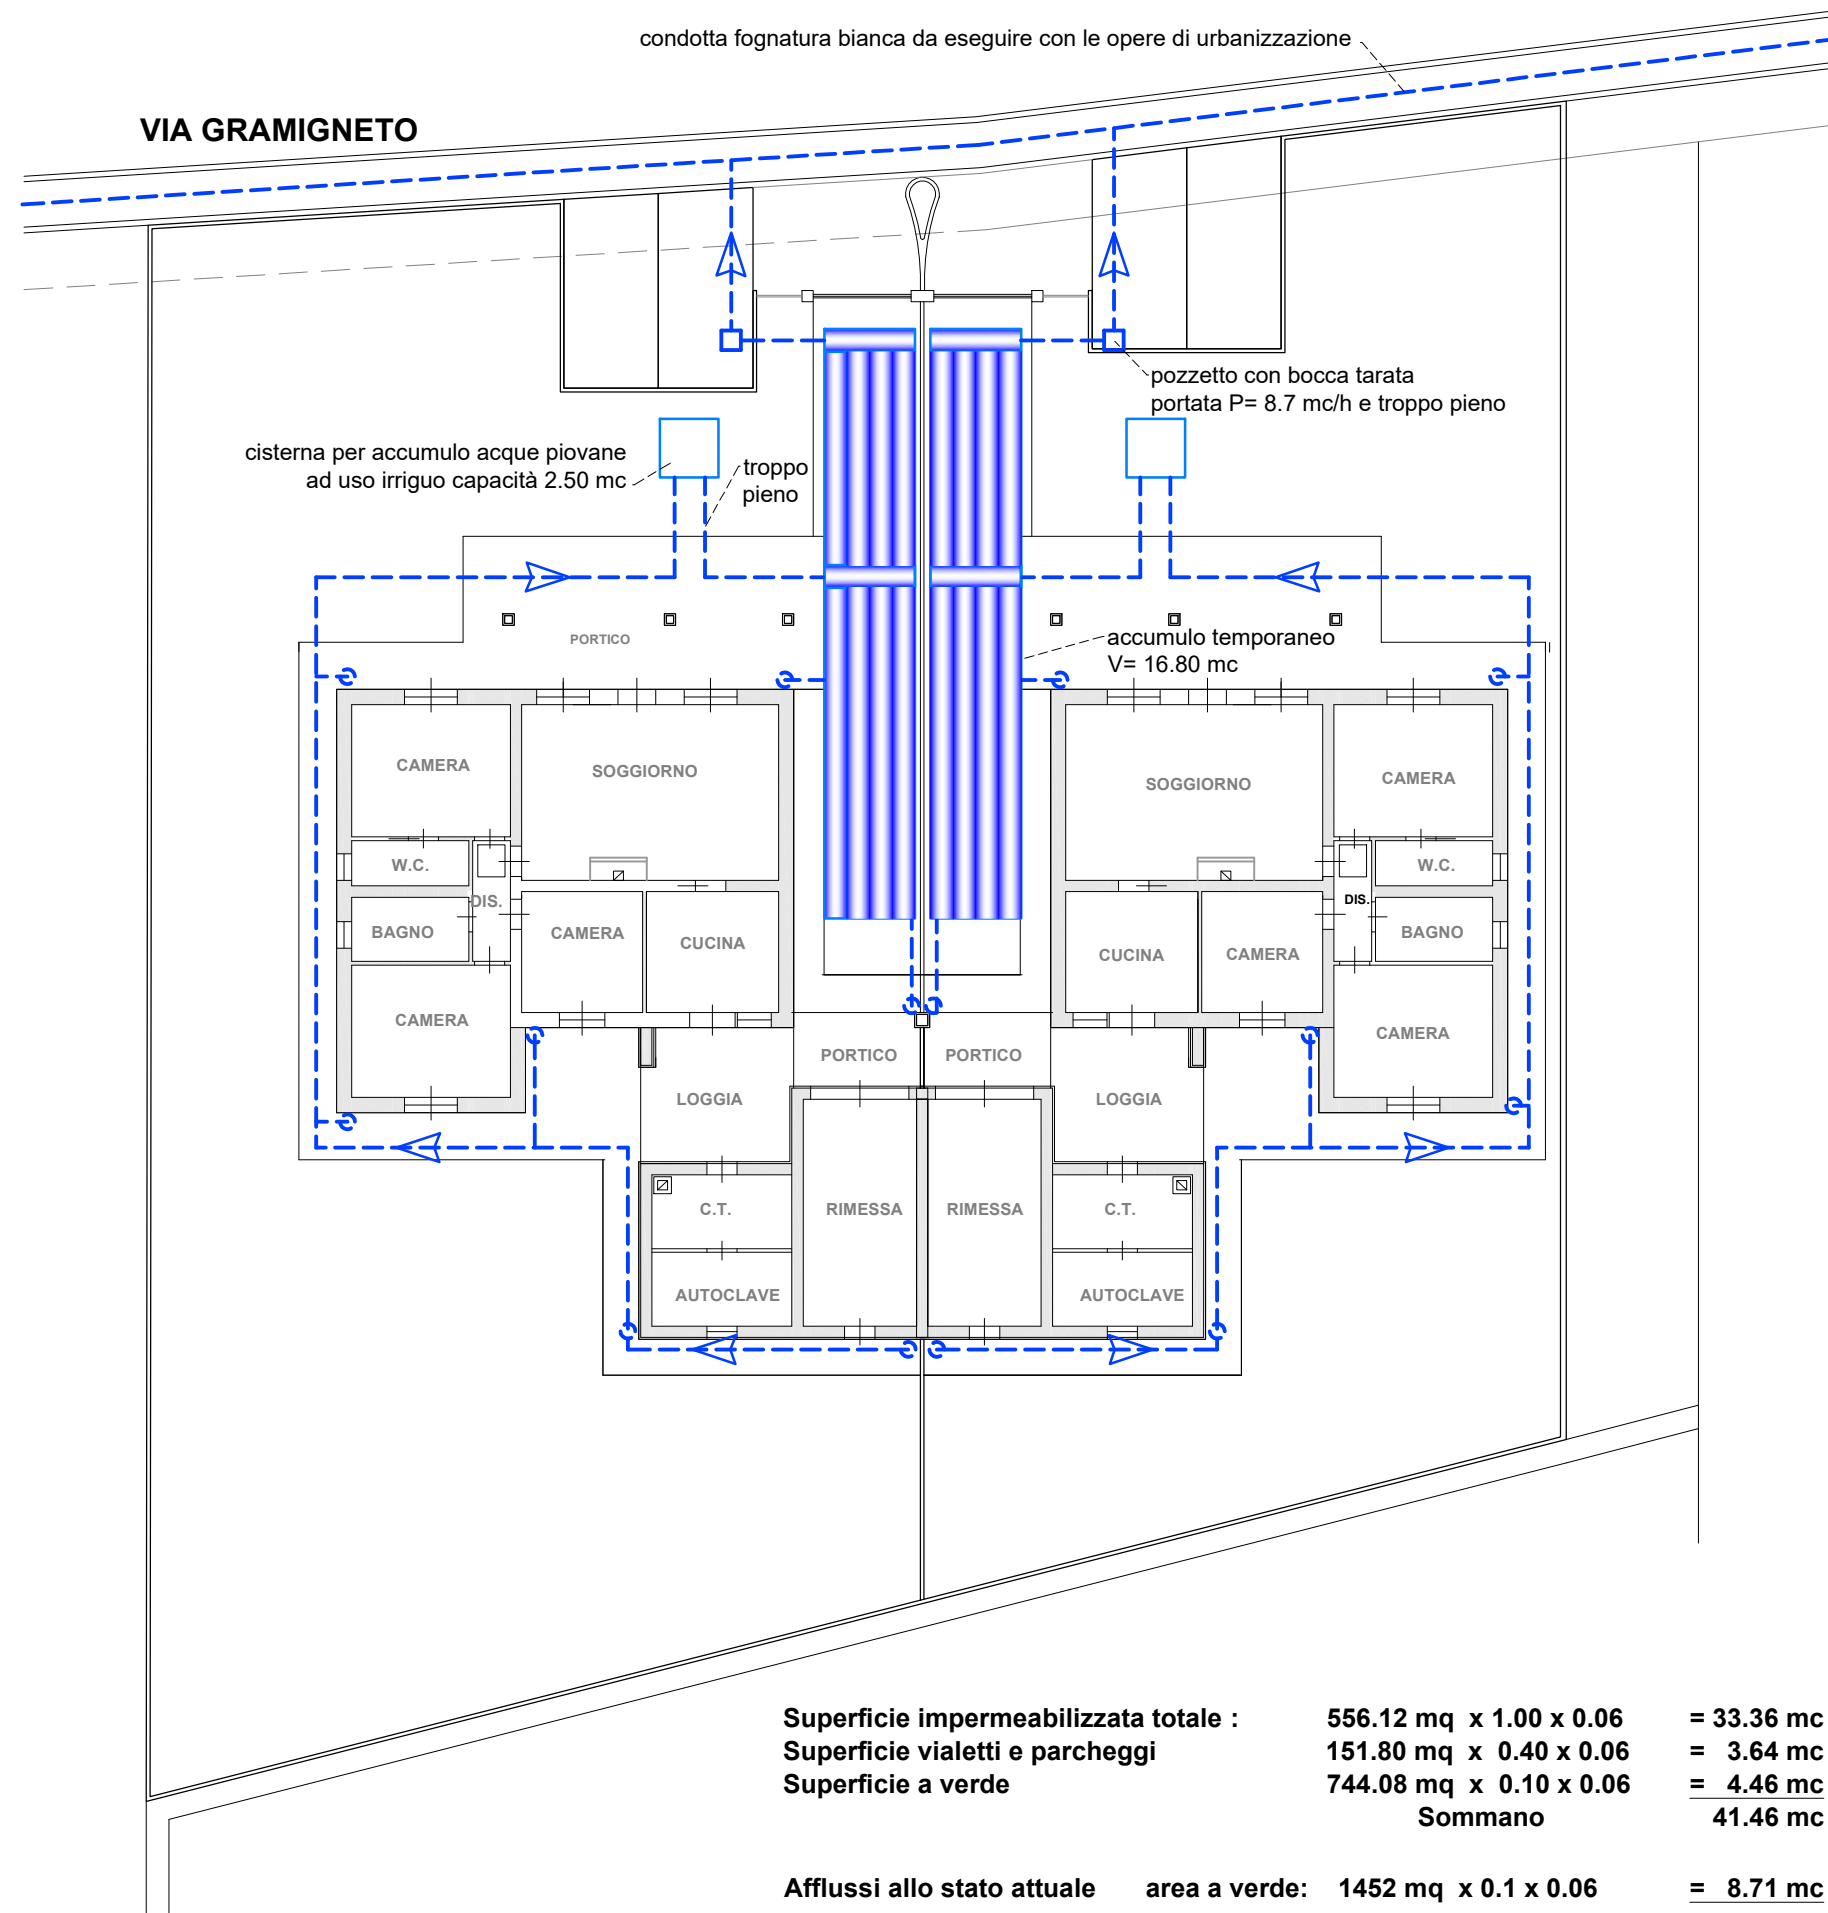 condotta fognatura bianca da eseguire con le opere di urbanizzazione
VIA GRAMIGNETO
pozzetto con bocca tarata
portata P= 8.7 mc/h e troppo pieno
cisterna per accumulo acque piovane
ad uso irriguo capacità 2.50 mc
troppo
pieno
PORTICO
accumulo temporaneo
V= 16.80 mc
CAMERA
SOGGIORNO
SOGGIORNO
CAMERA
W.C.
W.C.
DIS.
DIS.
BAGNO
CAMERA
CUCINA
CUCINA
CAMERA
BAGNO
CAMERA
CAMERA
PORTICO
PORTICO
LOGGIA
LOGGIA
C.T.
RIMESSA
RIMESSA
C.T.
AUTOCLAVE
AUTOCLAVE
Superficie impermeabilizzata totale : 556.12 mq x 1.00 x 0.06 = 33.36 mc
Superficie vialetti e parcheggi 151.80 mq x 0.40 x 0.06 = 3.64 mc
Superficie a verde 744.08 mq x 0.10 x 0.06 = 4.46 mc
Sommano 41.46 mc
Afflussi allo stato attuale area a verde: 1452 mq x 0.1 x 0.06 = 8.71 mc